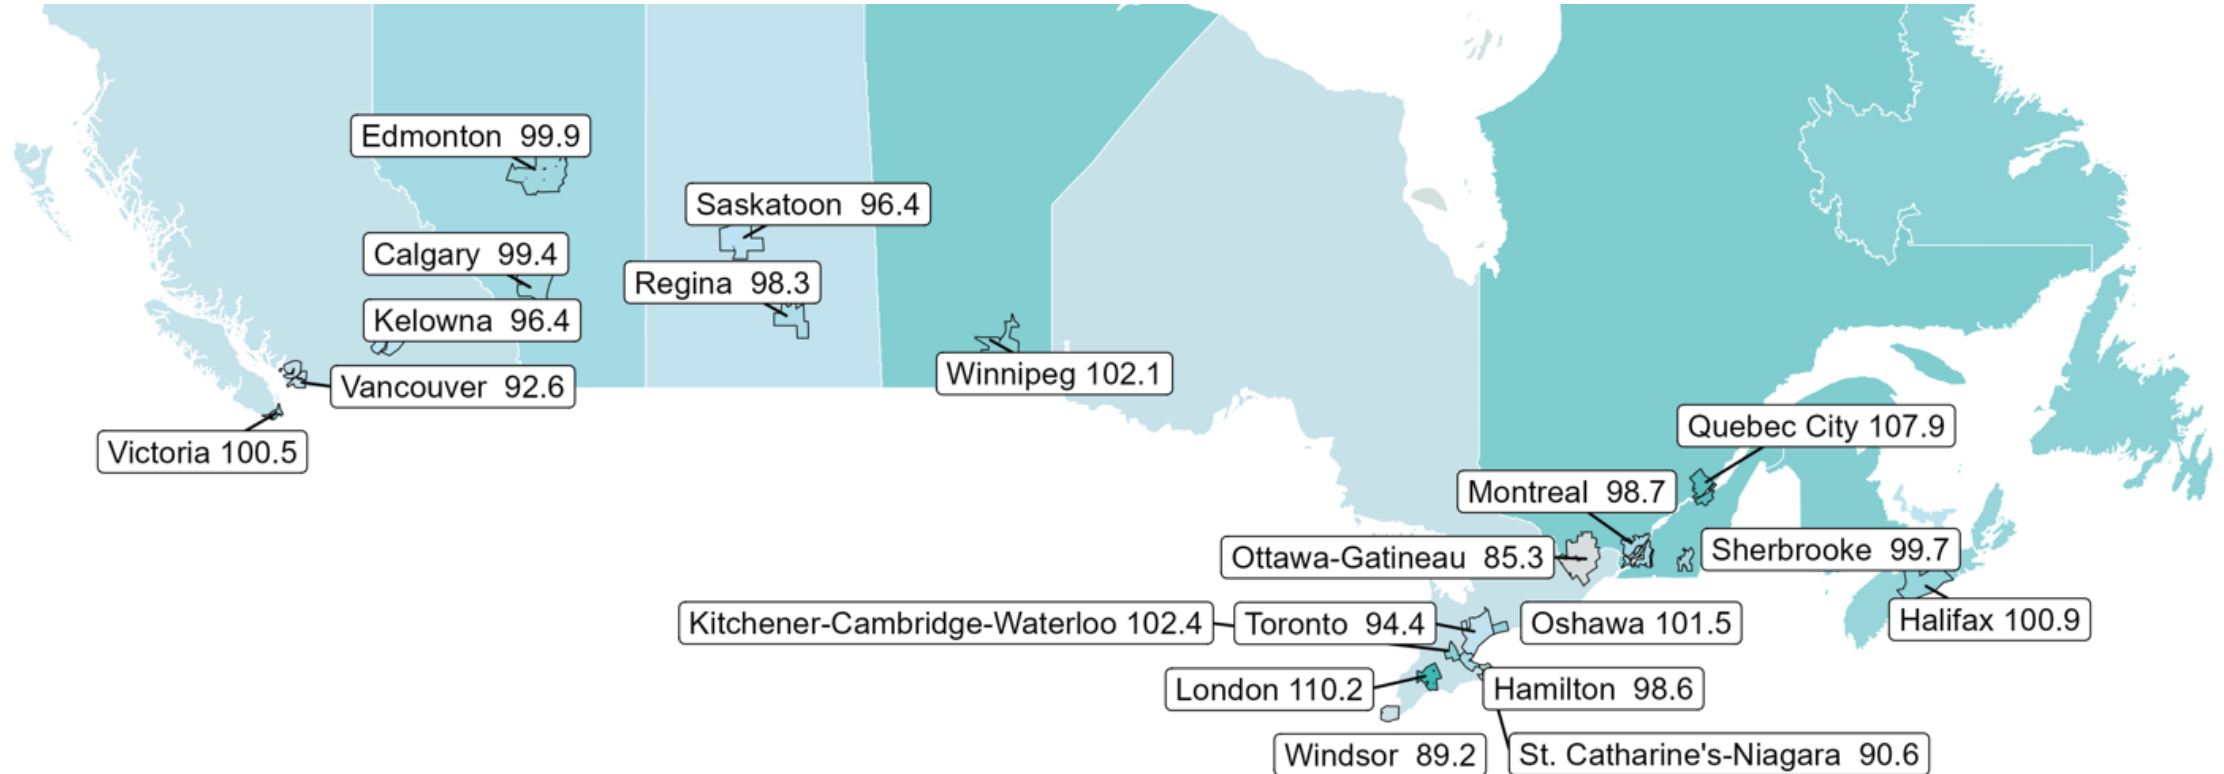 Edmonton 99.9
Saskatoon 96.4
Calgary 99.4
Regina 98.3
Kelowna 96.4
Winnipeg 102.1
Vancouver 92.6
Quebec City 107.9
Victoria 100.5
Montreal 98.7
Sherbrooke 99.7
Ottawa-Gatineau 85.3
Halifax 100.9
Kitchener-Cambridge-Waterloo 102.4
Toronto 94.4
Oshawa 101.5
London 110.2
Hamilton 98.6
Windsor 89.2
St. Catharine's-Niagara 90.6